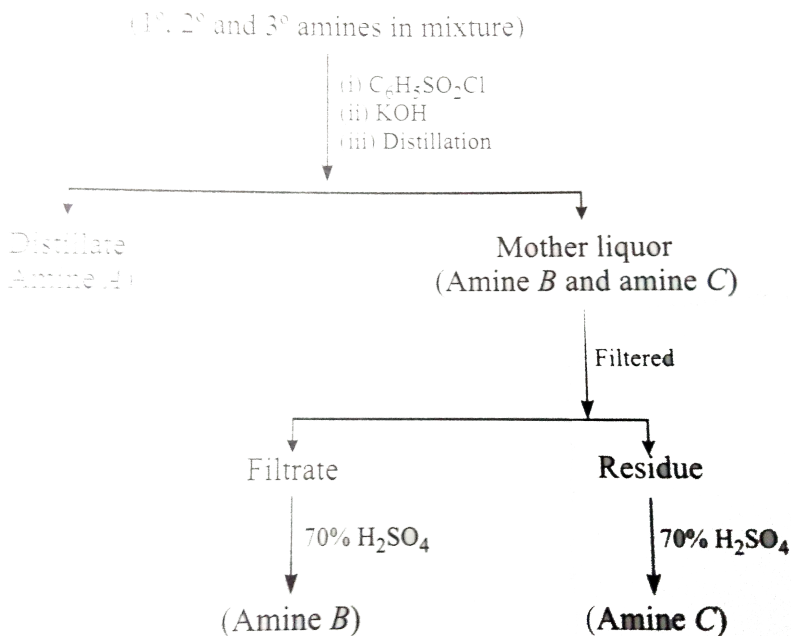 (1°, 2° and 3° amines in mixture)
(i) C₆H₅SO₂Cl
(ii) KOH
(iii) Distillation
Distillate
(Amine A)
Mother liquor
(Amine B and amine C)
Filtered
Filtrate
Residue
70% H₂SO₄
70% H₂SO₄
(Amine B)
(Amine C)